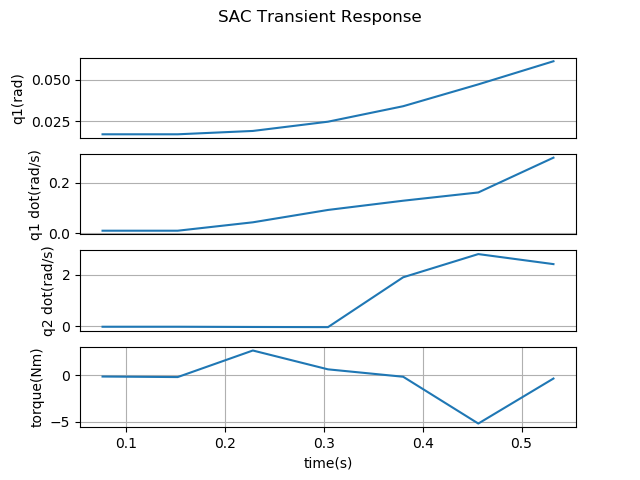 SAC Transient Response
q1(rad)
0.050
0.025
q1 dot(rad/s)
0.2
0.0
q2 dot(rad/s)
2
0
torque(Nm)
0
−5
0.1 0.2 0.3 0.4 0.5
time(s)